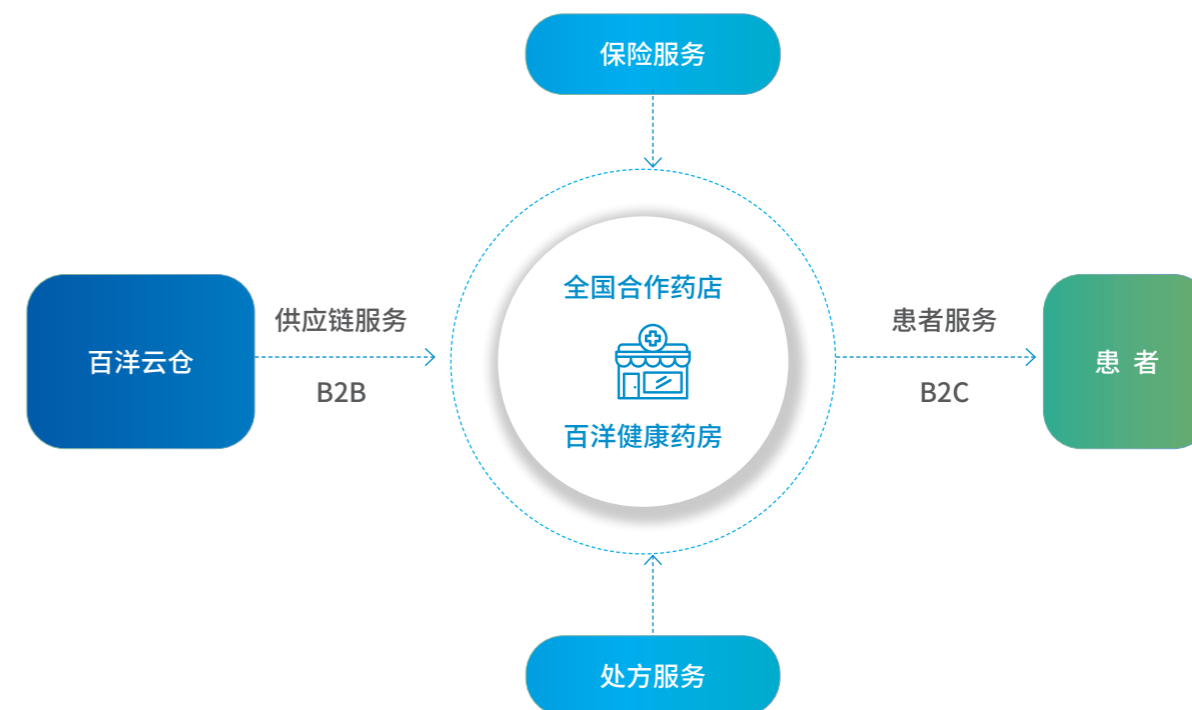 保险服务
全国合作药店
百洋健康药房
百洋云仓
供应链服务
B2B
患者服务
B2C
患 者
处方服务